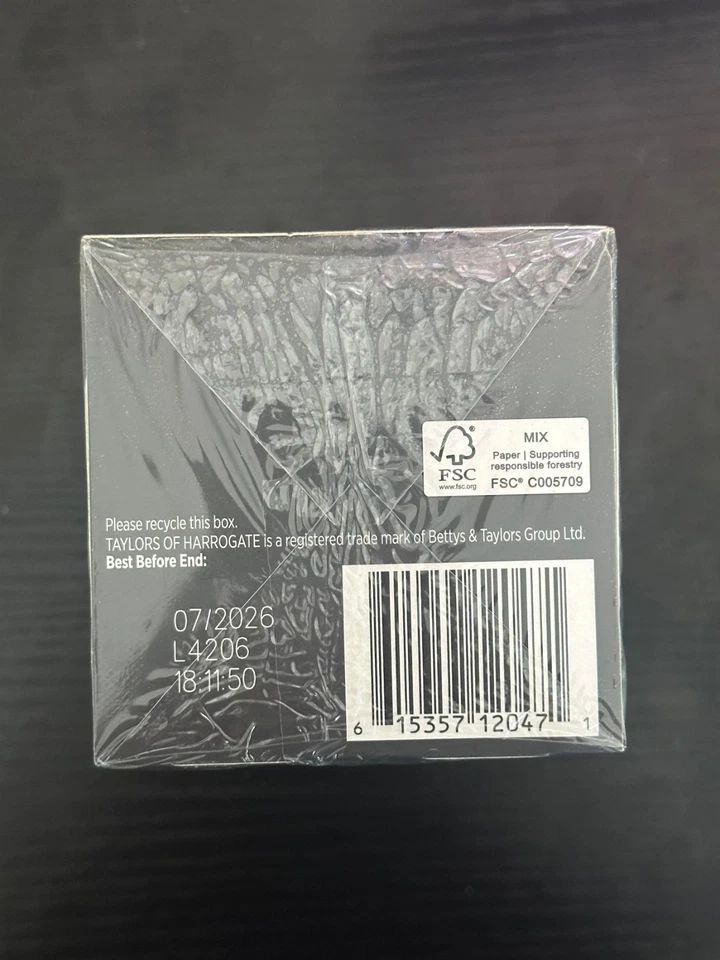 MIX
Paper | Supporting
responsible forestry
FSC® C005709
FSC®
www.fsc.org
Please recycle this box.
TAYLORS OF HARROGATE is a registered trade mark of Bettys & Taylors Group Ltd.
Best Before End:
07/2026
L4206
18:11:50
6 15357 12047 1